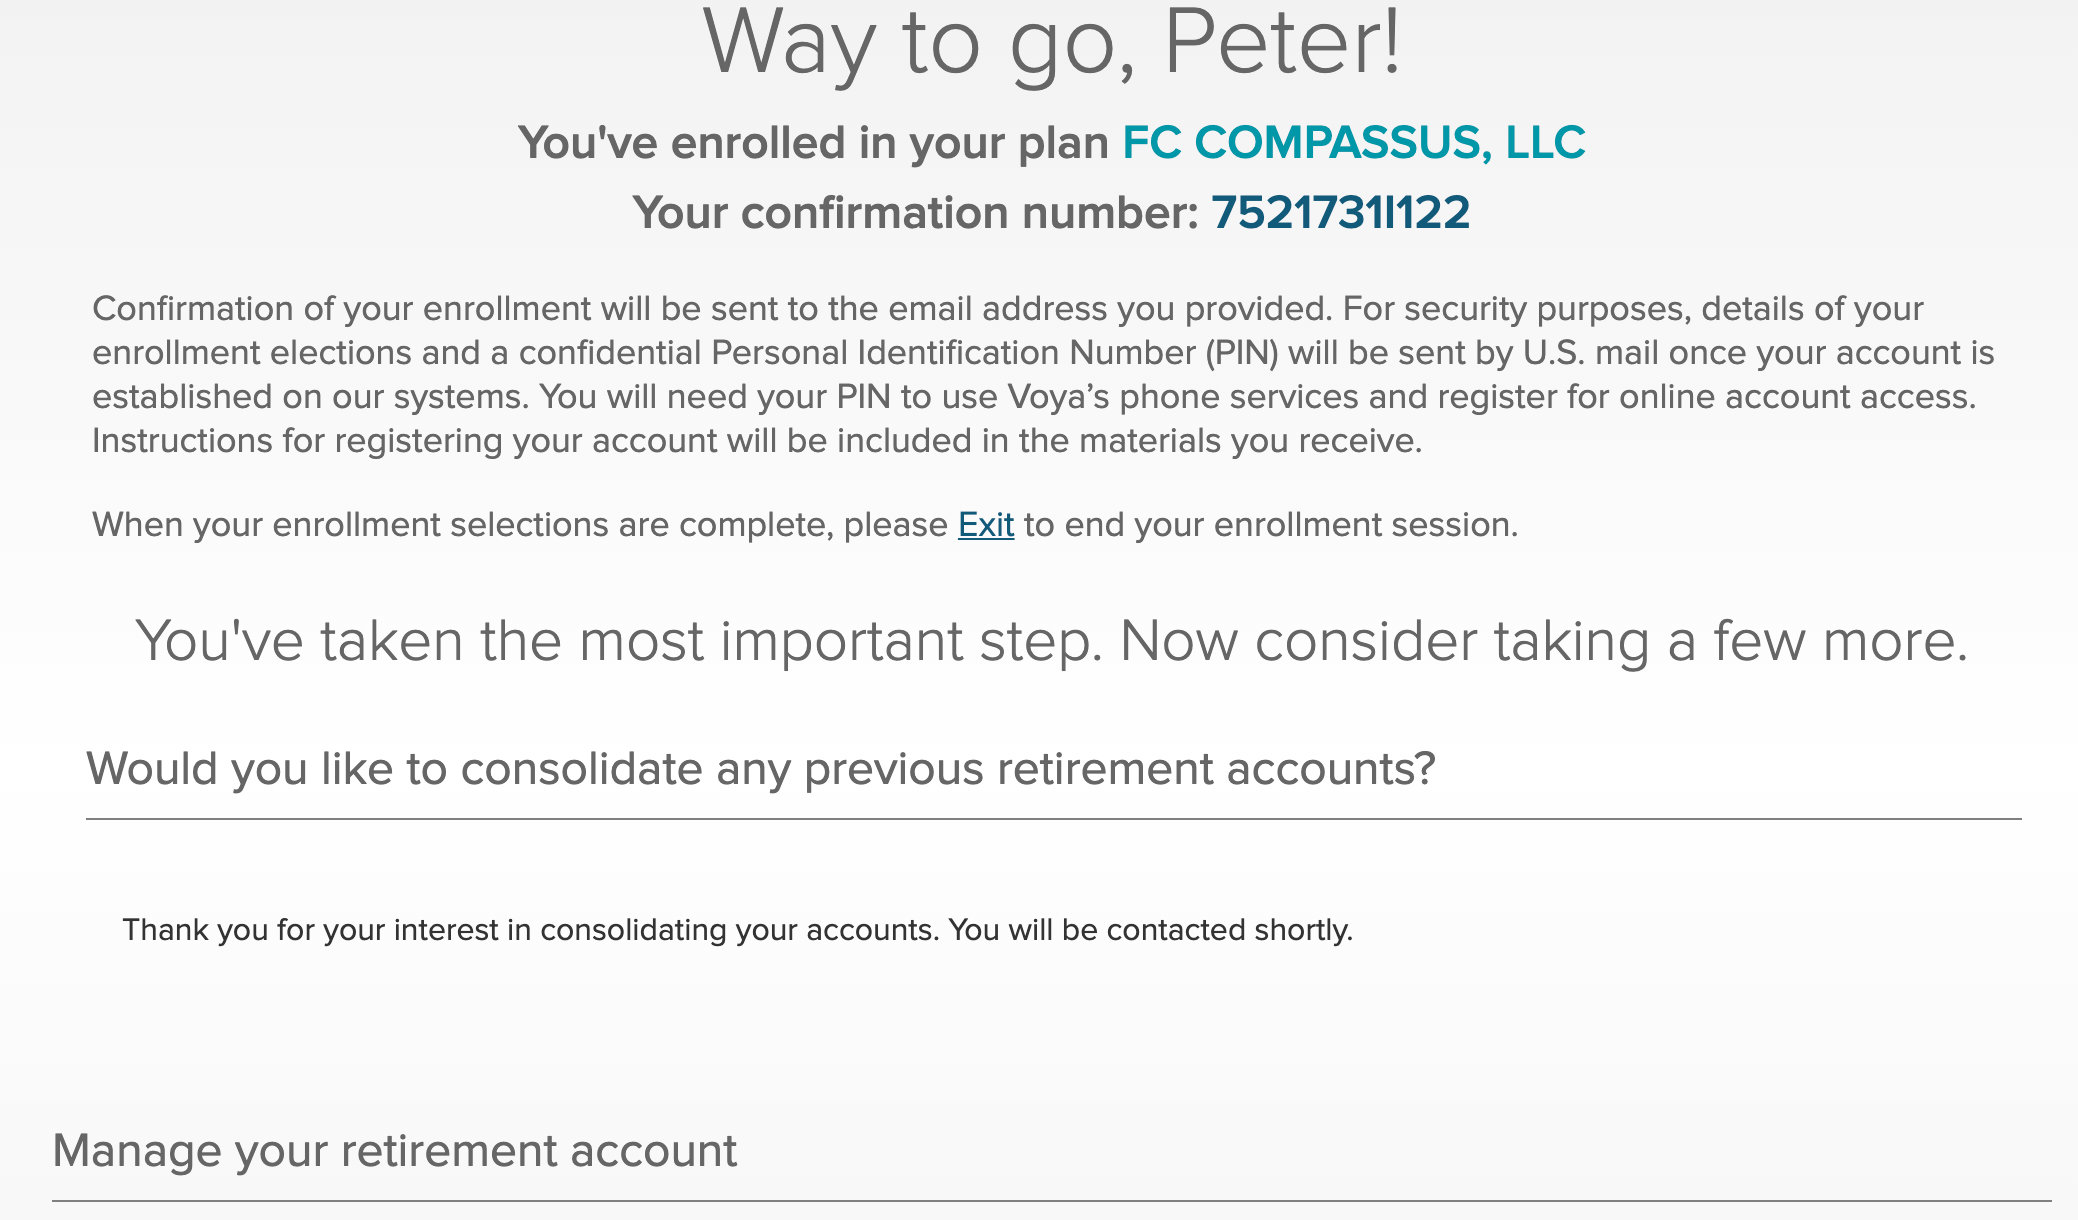 Way to go, Peter!
You've enrolled in your plan FC COMPASSUS, LLC
Your confirmation number: 7521731I122
Confirmation of your enrollment will be sent to the email address you provided. For security purposes, details of your
enrollment elections and a confidential Personal Identification Number (PIN) will be sent by U.S. mail once your account is
established on our systems. You will need your PIN to use Voya’s phone services and register for online account access.
Instructions for registering your account will be included in the materials you receive.
When your enrollment selections are complete, please Exit to end your enrollment session.
You've taken the most important step. Now consider taking a few more.
Would you like to consolidate any previous retirement accounts?
Thank you for your interest in consolidating your accounts. You will be contacted shortly.
Manage your retirement account